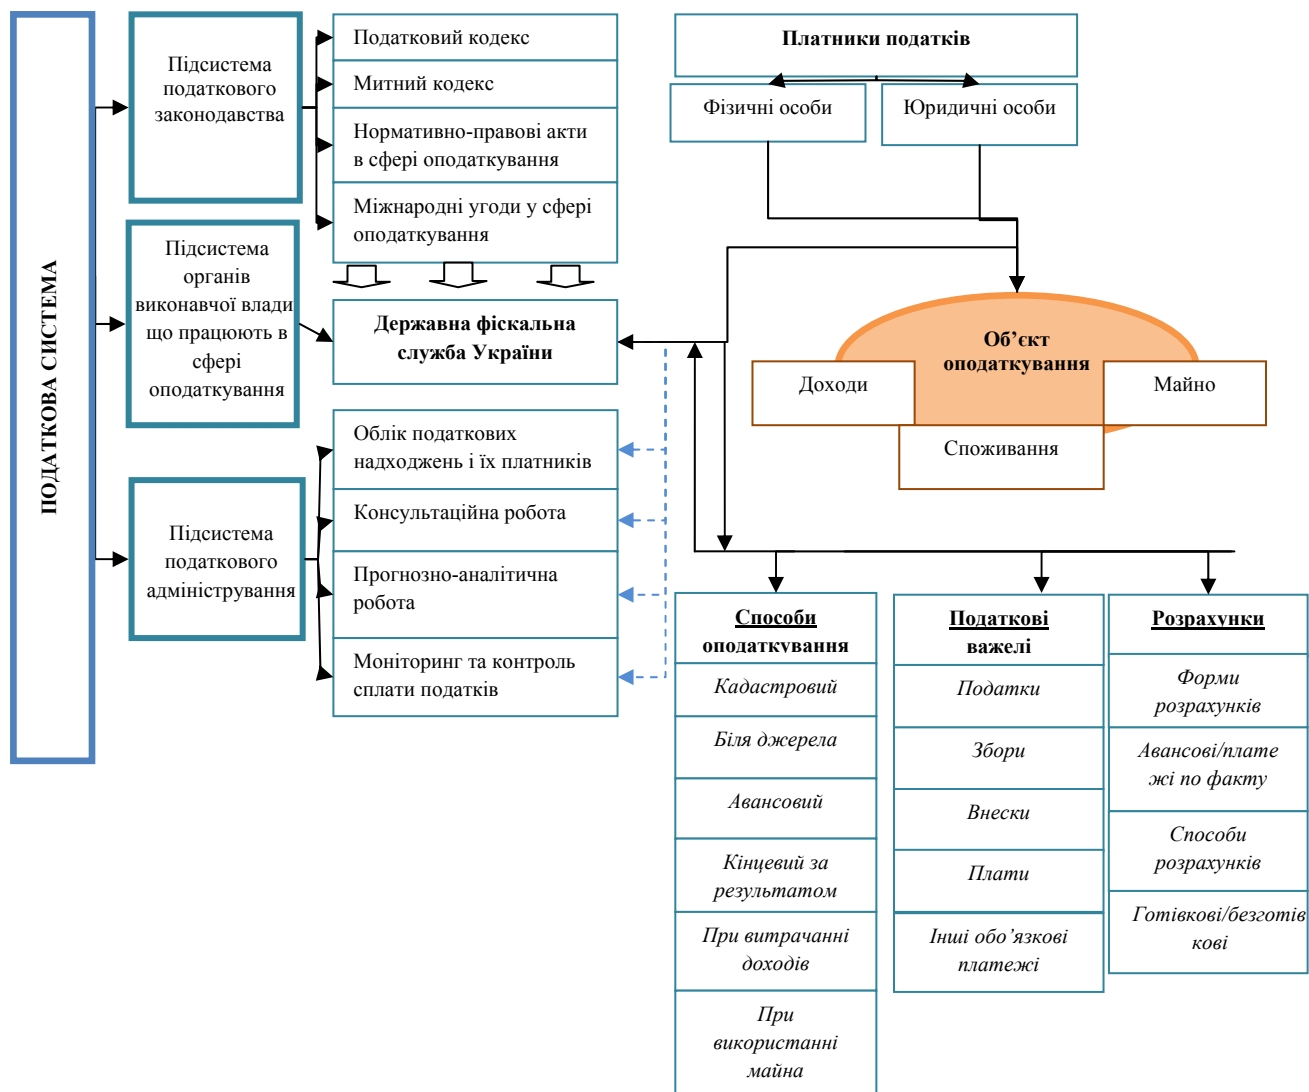 ПОДАТКОВА СИСТЕМА
Підсистема
податкового
законодавства
Податковий кодекс
Митний кодекс
Нормативно-правові акти
в сфері оподаткування
Міжнародні угоди у сфері
оподаткування
Підсистема
органів
виконавчої влади
що працюють в
сфері
оподаткування
Державна фіскальна
служба України
Підсистема
податкового
адміністрування
Облік податкових
надходжень і їх платників
Консультаційна робота
Прогнозно-аналітична
робота
Моніторинг та контроль
сплати податків
Платники податків
Фізичні особи
Юридичні особи
Об’єкт
оподаткування
Доходи
Майно
Споживання
Способи
оподаткування
Кадастровий
Біля джерела
Авансовий
Кінцевий за
результатом
При витрачанні
доходів
При
використанні
майна
Податкові
важелі
Податки
Збори
Внески
Плати
Інші обо’язкові
платежі
Розрахунки
Форми
розрахунків
Авансові/плате
жі по факту
Способи
розрахунків
Готівкові/безготів
кові